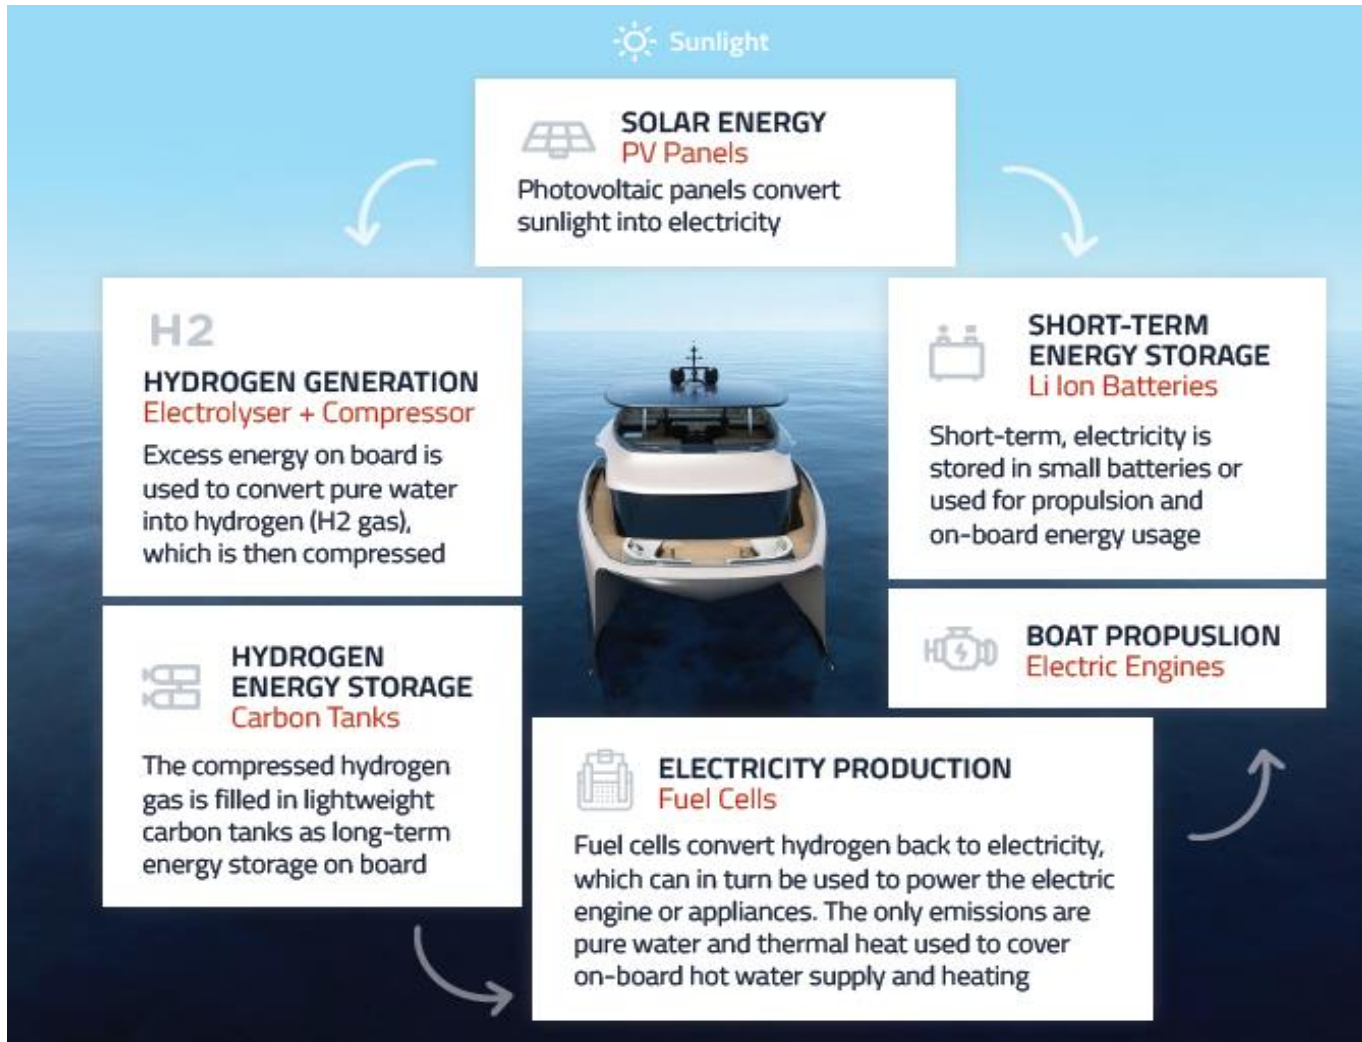 Sunlight
SOLAR ENERGY
PV Panels
Photovoltaic panels convert
sunlight into electricity
H2
HYDROGEN GENERATION
Electrolyser + Compressor
Excess energy on board is
used to convert pure water
into hydrogen (H2 gas),
which is then compressed
HYDROGEN
ENERGY STORAGE
Carbon Tanks
The compressed hydrogen
gas is filled in lightweight
carbon tanks as long-term
energy storage on board
SHORT-TERM
ENERGY STORAGE
Li Ion Batteries
Short-term, electricity is
stored in small batteries or
used for propulsion and
on-board energy usage
BOAT PROPUSLION
Electric Engines
ELECTRICITY PRODUCTION
Fuel Cells
Fuel cells convert hydrogen back to electricity,
which can in turn be used to power the electric
engine or appliances. The only emissions are
pure water and thermal heat used to cover
on-board hot water supply and heating